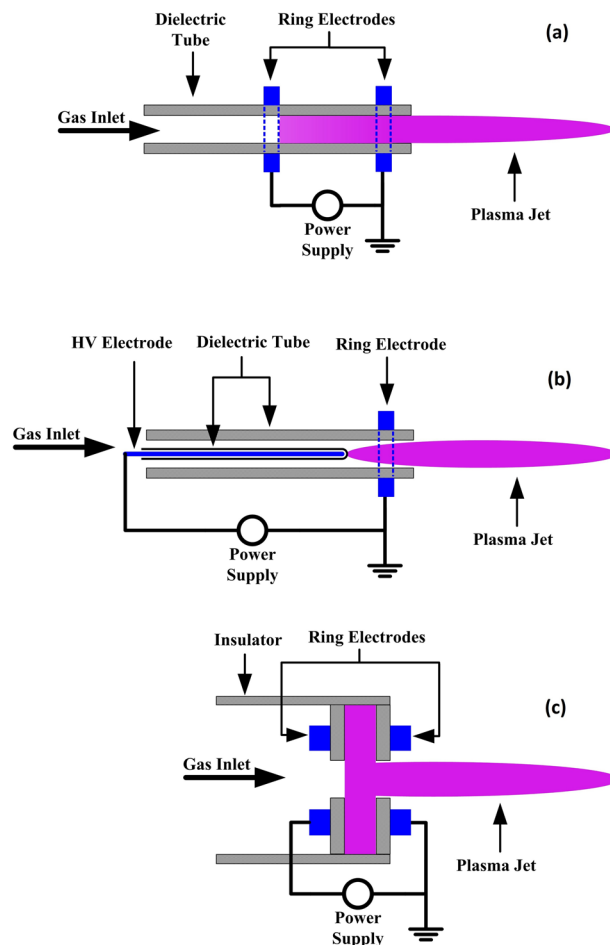 Dielectric
Tube
Ring Electrodes
(a)
Gas Inlet
Power
Supply
Plasma Jet
HV Electrode
Dielectric Tube
Ring Electrode
(b)
Gas Inlet
Power
Supply
Plasma Jet
Insulator
Ring Electrodes
(c)
Gas Inlet
Plasma Jet
Power
Supply